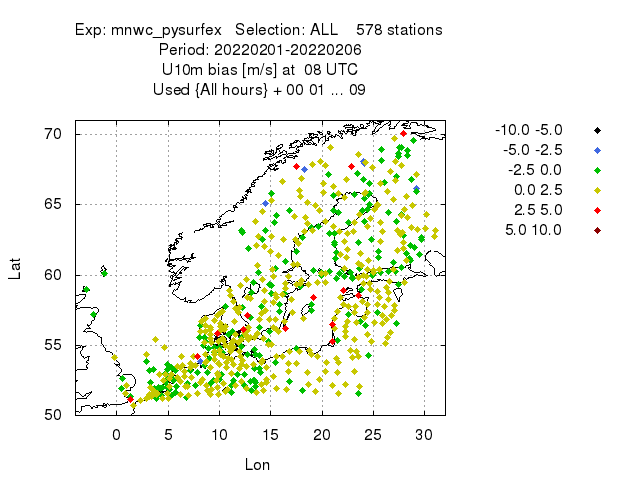 Exp: mnwc_pysurfex   Selection: ALL    578 stations
Period: 20220201-20220206
U10m bias [m/s] at  08 UTC
Used {All hours} + 00 01 ... 09
-10.0 -5.0
-5.0 -2.5
-2.5 0.0
0.0 2.5
2.5 5.0
5.0 10.0
70
65
60
55
50
Lat
0 5 10 15 20 25 30
Lon